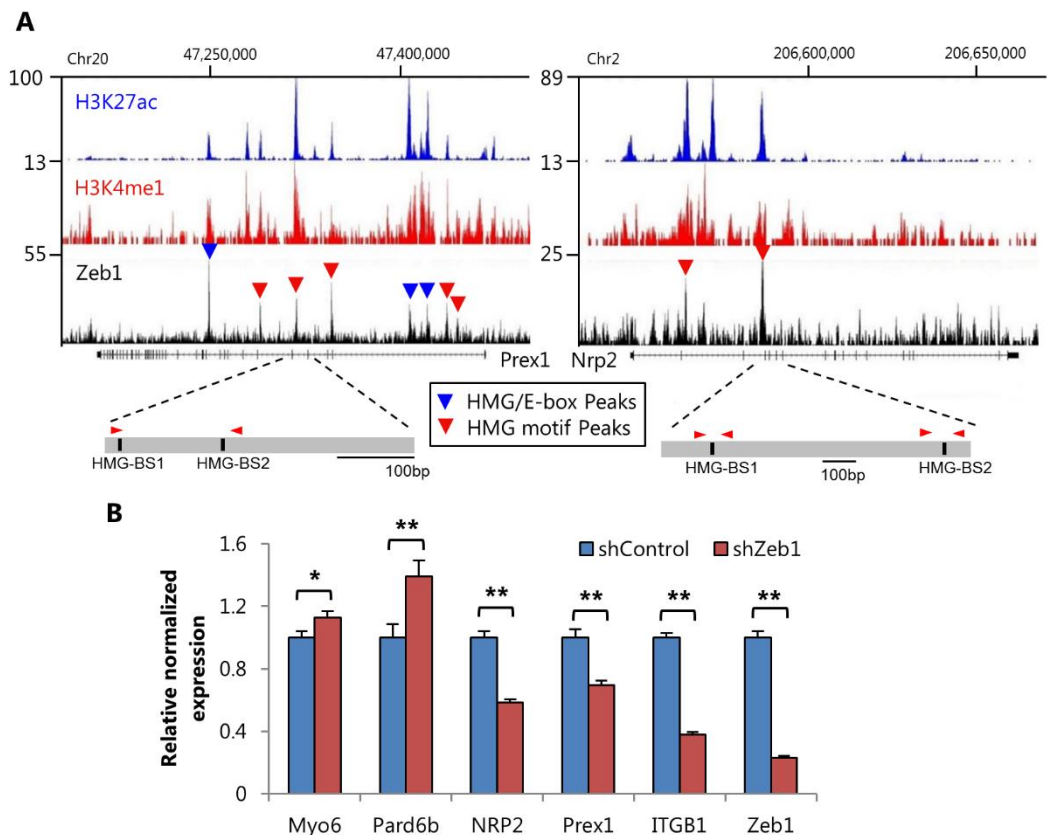 A
Chr20 47,250,000 47,400,000
Chr2 206,600,000 206,650,000
100
H3K27ac
13
H3K4me1
55
Zeb1
89
13
25
Prex1 Nrp2
HMG/E-box Peaks
HMG motif Peaks
HMG-BS1 HMG-BS2 100bp
HMG-BS1 100bp HMG-BS2
B
Relative normalized
expression
1.6
1.2
0.8
0.4
0
shControl shZeb1
* ** ** ** ** **
Myo6 Pard6b NRP2 Prex1 ITGB1 Zeb1